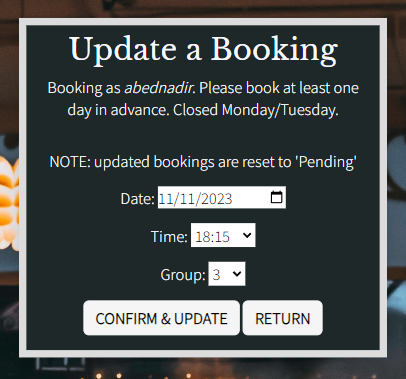 Update a Booking
Booking as abednadir. Please book at least one
day in advance. Closed Monday/Tuesday.
NOTE: updated bookings are reset to 'Pending'
Date: 11/11/2023
Time: 18:15
Group: 3
CONFIRM & UPDATE RETURN